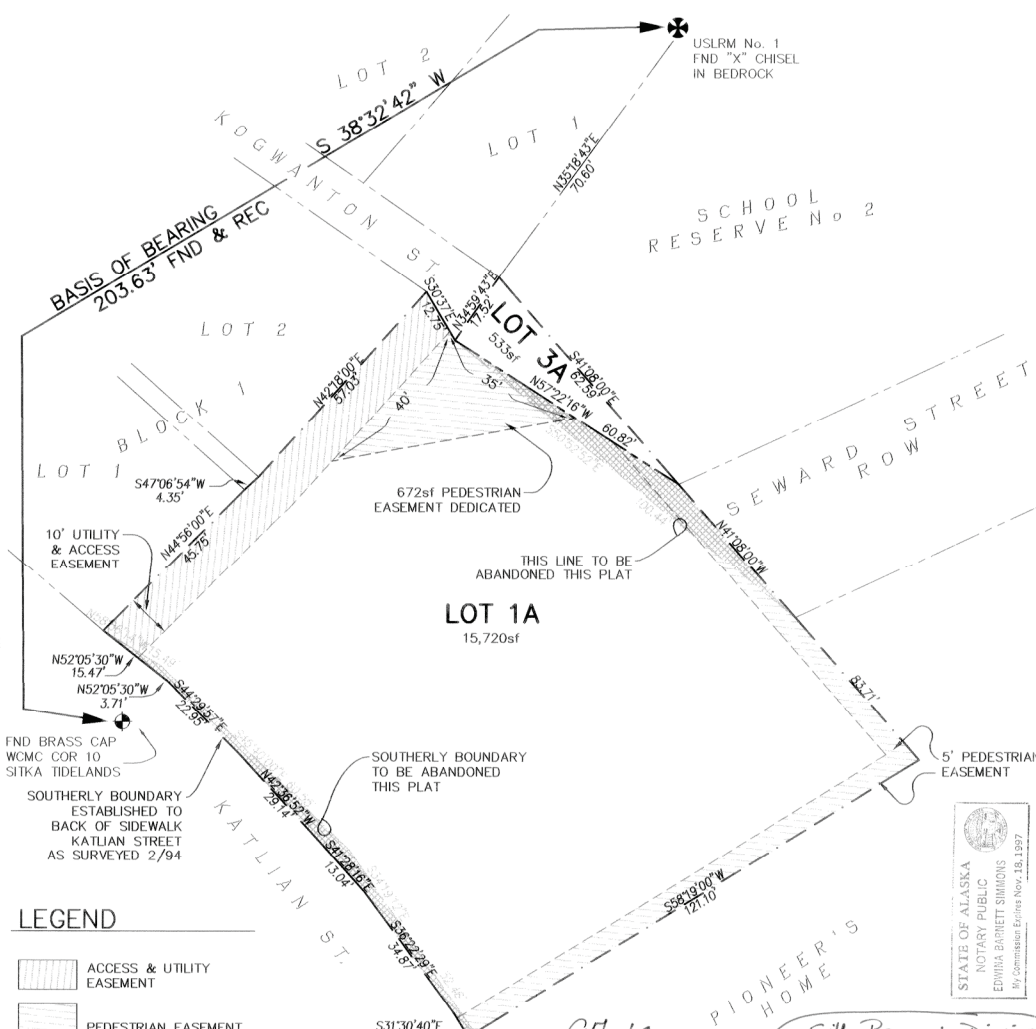 USLRM No. 1
FND "X" CHISEL
IN BEDROCK
LOT 2
S 38°32'42" W
KOGWANTON ST.
LOT 1
N35°18'43"E
70.60'
SCHOOL
RESERVE No 2
BASIS OF BEARING
203.63' FND & REC
LOT 2
S30°37'E
12.75'
N34°59'43"E
17.52'
LOT 3A
533sf
S41°08'00"E
62.59'
N57°22'16"W
60.82'
35'
40'
N42°18'00"E
57.03'
BLOCK 1
LOT 1
S47°06'54"W
4.35'
672sf PEDESTRIAN
EASEMENT DEDICATED
SEWARD STREET
ROW
N44°56'00"E
45.75'
10' UTILITY
& ACCESS
EASEMENT
THIS LINE TO BE
ABANDONED THIS PLAT
N41°08'00"W
83.71'
LOT 1A
15,720sf
N52°05'30"W
15.47'
N52°05'30"W
3.71'
S44°29'57"E
22.95'
FND BRASS CAP
WCMC COR 10
SITKA TIDELANDS
SOUTHERLY BOUNDARY
TO BE ABANDONED
THIS PLAT
5' PEDESTRIAN
EASEMENT
SOUTHERLY BOUNDARY
ESTABLISHED TO
BACK OF SIDEWALK
KATLIAN STREET
AS SURVEYED 2/94
N42°36'52"W
29.14'
S41°28'16"E
13.04'
KATLIAN ST.
S36°22'29"E
34.87'
S58°19'00"W
121.10'
STATE OF ALASKA
NOTARY PUBLIC
EDWINA BARNETT SIMMONS
My Commission Expires Nov. 18, 1997
LEGEND
ACCESS & UTILITY
EASEMENT
PEDESTRIAN EASEMENT
S31°30'40"E
PIONEER'S
HOME